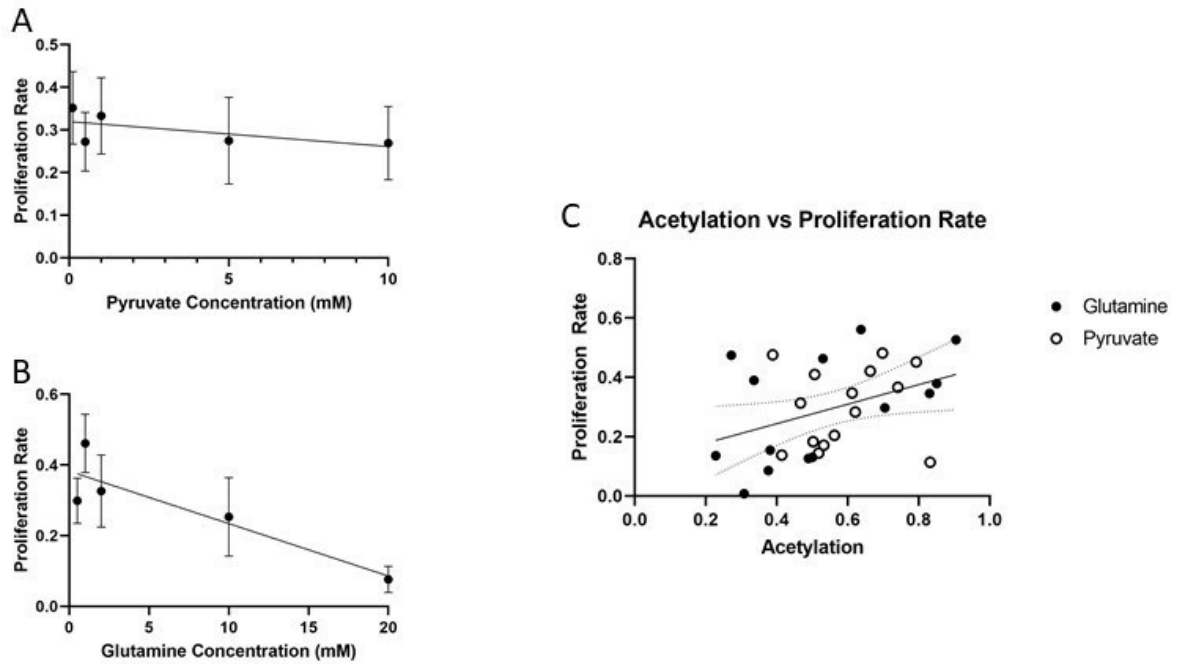 A
Proliferation Rate
0.5
0.4
0.3
0.2
0.1
0.0
0 5 10
Pyruvate Concentration (mM)
B
Proliferation Rate
0.6
0.4
0.2
0.0
0 5 10 15 20
Glutamine Concentration (mM)
C
Acetylation vs Proliferation Rate
Proliferation Rate
0.8
0.6
0.4
0.2
0.0
0.0 0.2 0.4 0.6 0.8 1.0
Acetylation
Glutamine
Pyruvate